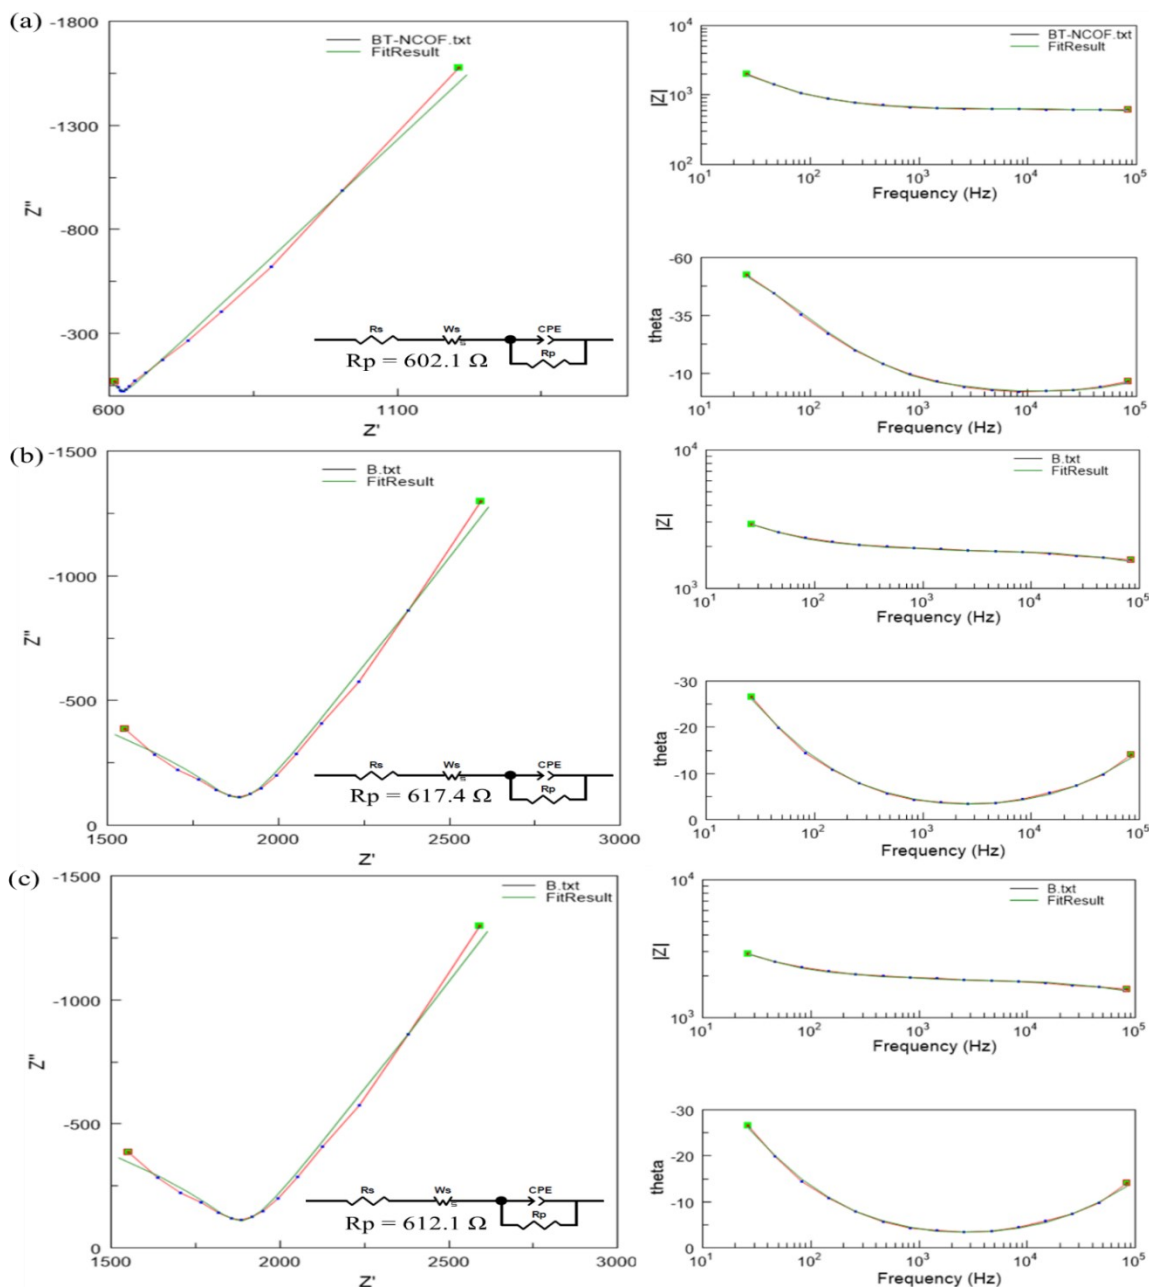 (a)
-1800
-1300
-800
-300
Z"
BT-NCOF.txt
FitResult
Rs
Ws
S
CPE
Rp
Rp = 602.1 Ω
600
1100
Z'
10^4
10^3
10^2
|Z|
BT-NCOF.txt
FitResult
10^1 10^2 10^3 10^4 10^5
Frequency (Hz)
-60
-35
-10
theta
10^1 10^2 10^3 10^4 10^5
Frequency (Hz)
(b)
-1500
-1000
-500
0
Z"
B.txt
FitResult
Rs
Ws
S
CPE
Rp
Rp = 617.4 Ω
1500 2000 2500 3000
Z'
10^4
10^3
|Z|
B.txt
FitResult
10^1 10^2 10^3 10^4 10^5
Frequency (Hz)
-30
-20
-10
0
theta
10^1 10^2 10^3 10^4 10^5
Frequency (Hz)
(c)
-1500
-1000
-500
0
Z"
B.txt
FitResult
Rs
Ws
S
CPE
Rp
Rp = 612.1 Ω
1500 2000 2500 3000
Z'
10^4
10^3
|Z|
B.txt
FitResult
10^1 10^2 10^3 10^4 10^5
Frequency (Hz)
-30
-20
-10
0
theta
10^1 10^2 10^3 10^4 10^5
Frequency (Hz)